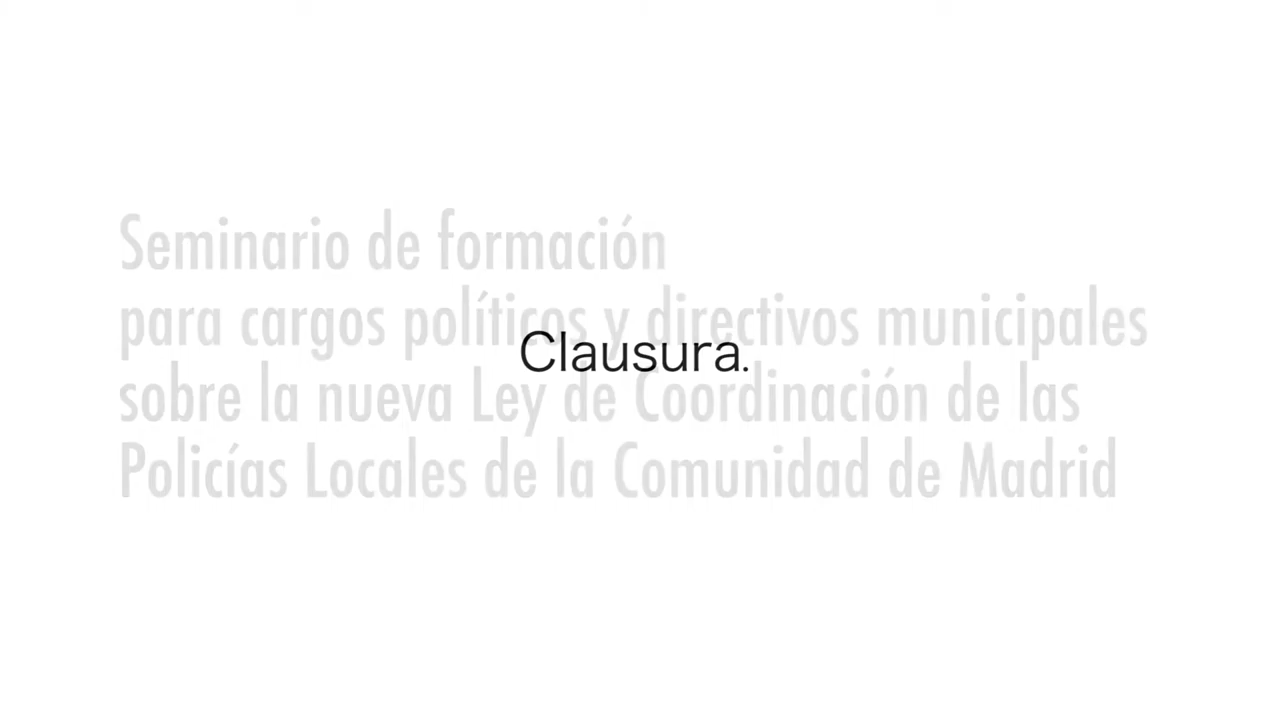 Seminario de formación
para cargos políticos y directivos municipales
Clausura.
sobre la nueva Ley de Coordinación de las
Policías Locales de la Comunidad de Madrid